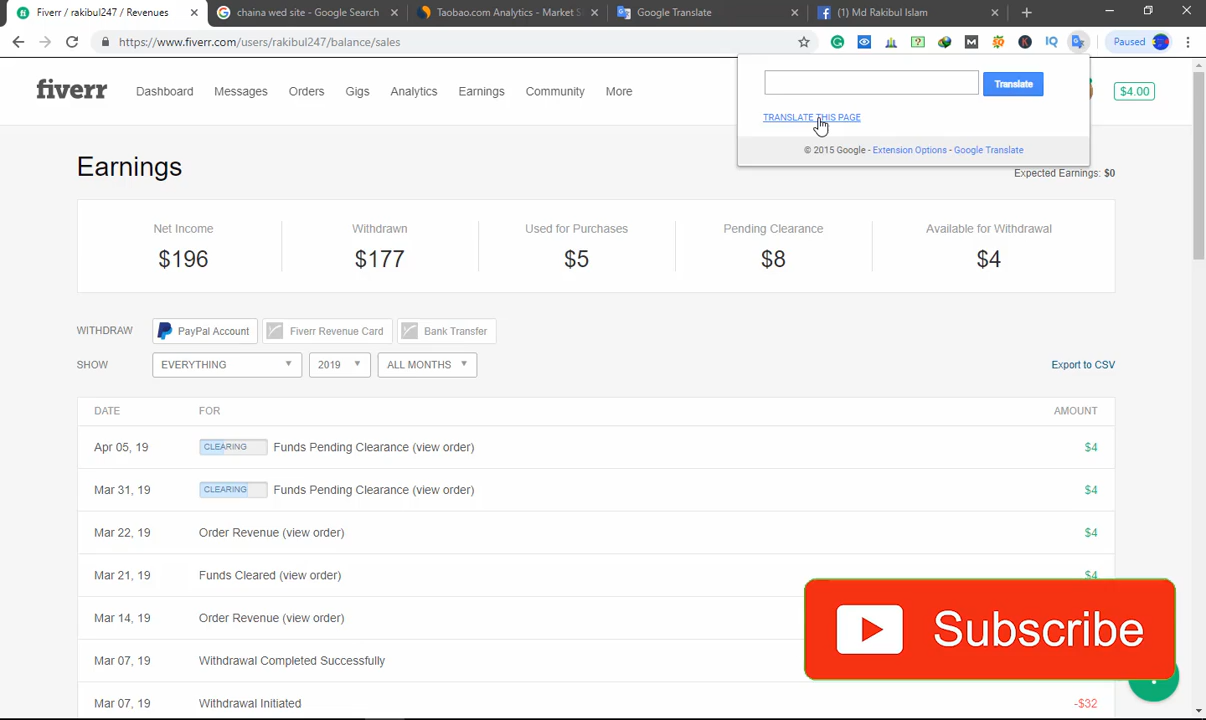 Fiverr / rakibul247 / Revenues
chaina wed site - Google Search
Taobao.com Analytics - Market S
Google Translate
(1) Md Rakibul Islam
https://www.fiverr.com/users/rakibul247/balance/sales
Paused
fiverr
Dashboard
Messages
Orders
Gigs
Analytics
Earnings
Community
More
$4.00
Translate
TRANSLATE THIS PAGE
© 2015 Google - Extension Options - Google Translate
Earnings
Expected Earnings: $0
Net Income
Withdrawn
Used for Purchases
Pending Clearance
Available for Withdrawal
$196
$177
$5
$8
$4
WITHDRAW
PayPal Account
Fiverr Revenue Card
Bank Transfer
SHOW
EVERYTHING
2019
ALL MONTHS
Export to CSV
DATE
FOR
AMOUNT
Apr 05, 19
CLEARING
Funds Pending Clearance (view order)
$4
Mar 31, 19
CLEARING
Funds Pending Clearance (view order)
$4
Mar 22, 19
Order Revenue (view order)
$4
Mar 21, 19
Funds Cleared (view order)
$4
Mar 14, 19
Order Revenue (view order)
Mar 07, 19
Withdrawal Completed Successfully
Mar 07, 19
Withdrawal Initiated
-$32
Subscribe